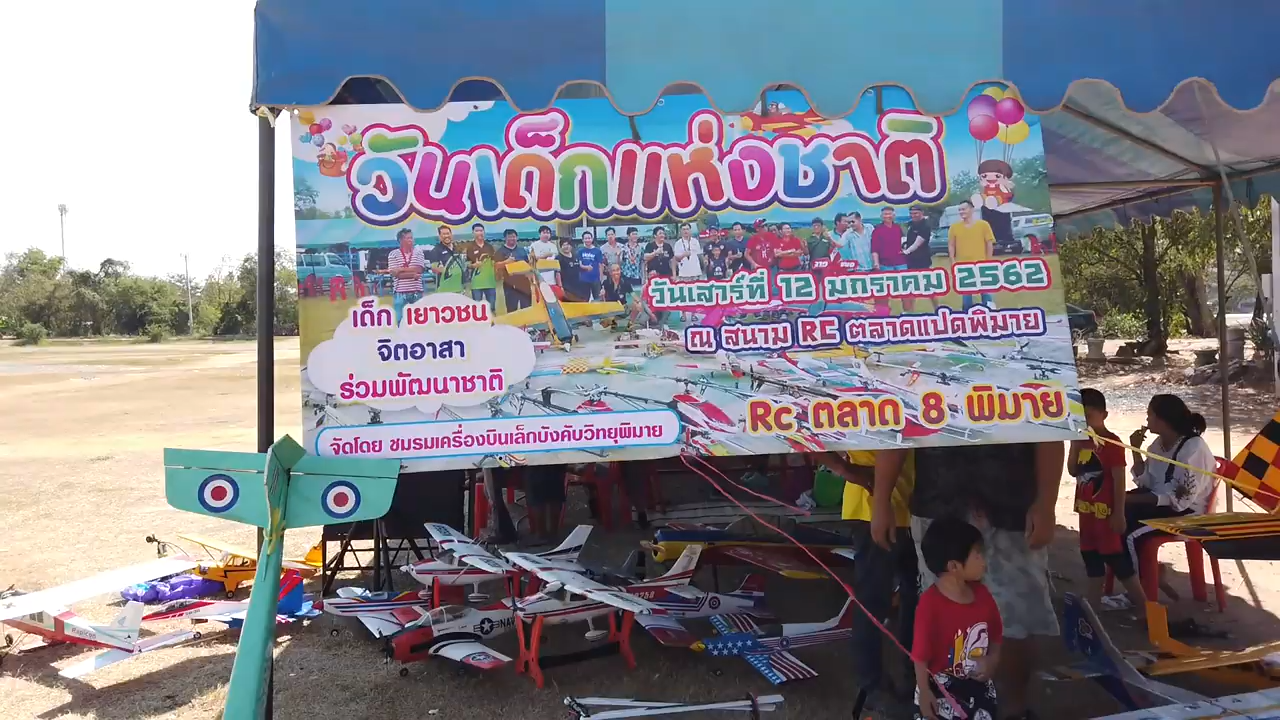 วันเด็กแห่งชาติ
วันเสาร์ที่ 12 มกราคม 2562
ณ สนาม RC ตลาดแปดพิมาย
เด็ก เยาวชน
จิตอาสา
ร่วมพัฒนาชาติ
Rc ตลาด 8 พิมาย
จัดโดย ชมรมเครื่องบินเล็กบังคับวิทยุพิมาย
NAVY